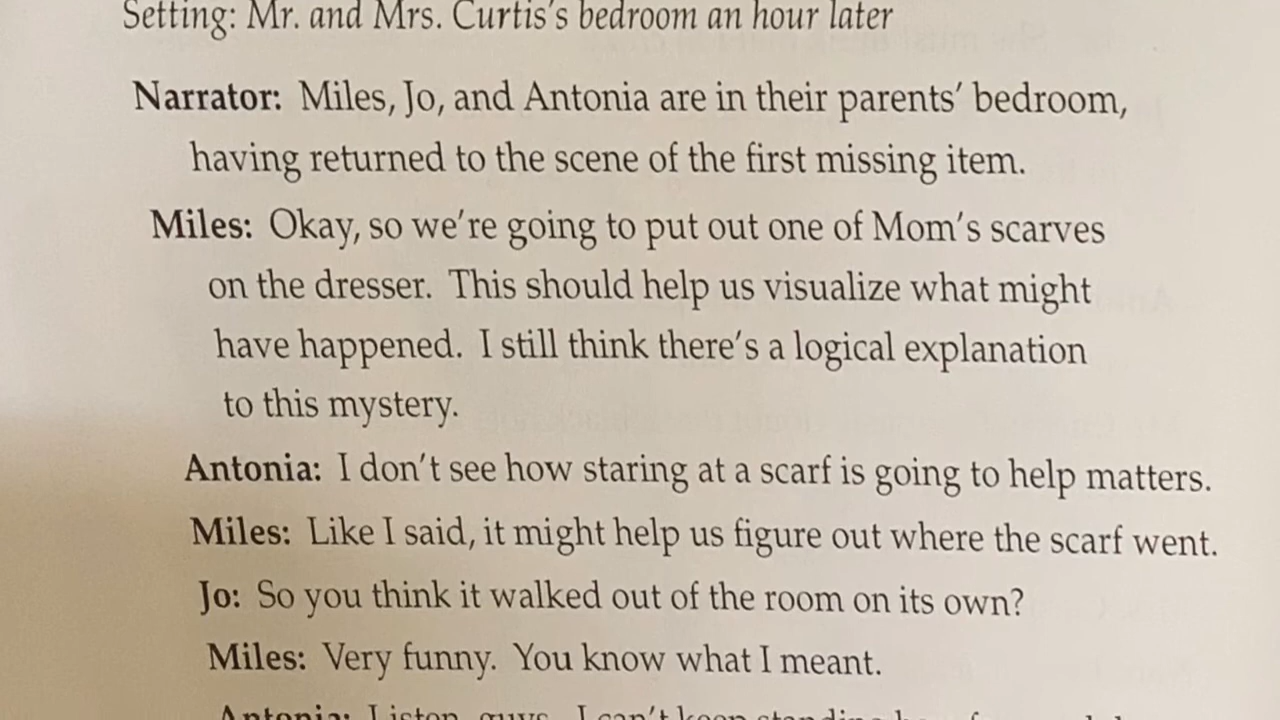 Setting: Mr. and Mrs. Curtis's bedroom an hour later
Narrator: Miles, Jo, and Antonia are in their parents' bedroom,
having returned to the scene of the first missing item.
Miles: Okay, so we're going to put out one of Mom's scarves
on the dresser. This should help us visualize what might
have happened. I still think there's a logical explanation
to this mystery.
Antonia: I don't see how staring at a scarf is going to help matters.
Miles: Like I said, it might help us figure out where the scarf went.
Jo: So you think it walked out of the room on its own?
Miles: Very funny. You know what I meant.
Antonia: Listen, guys. I can't keep standing